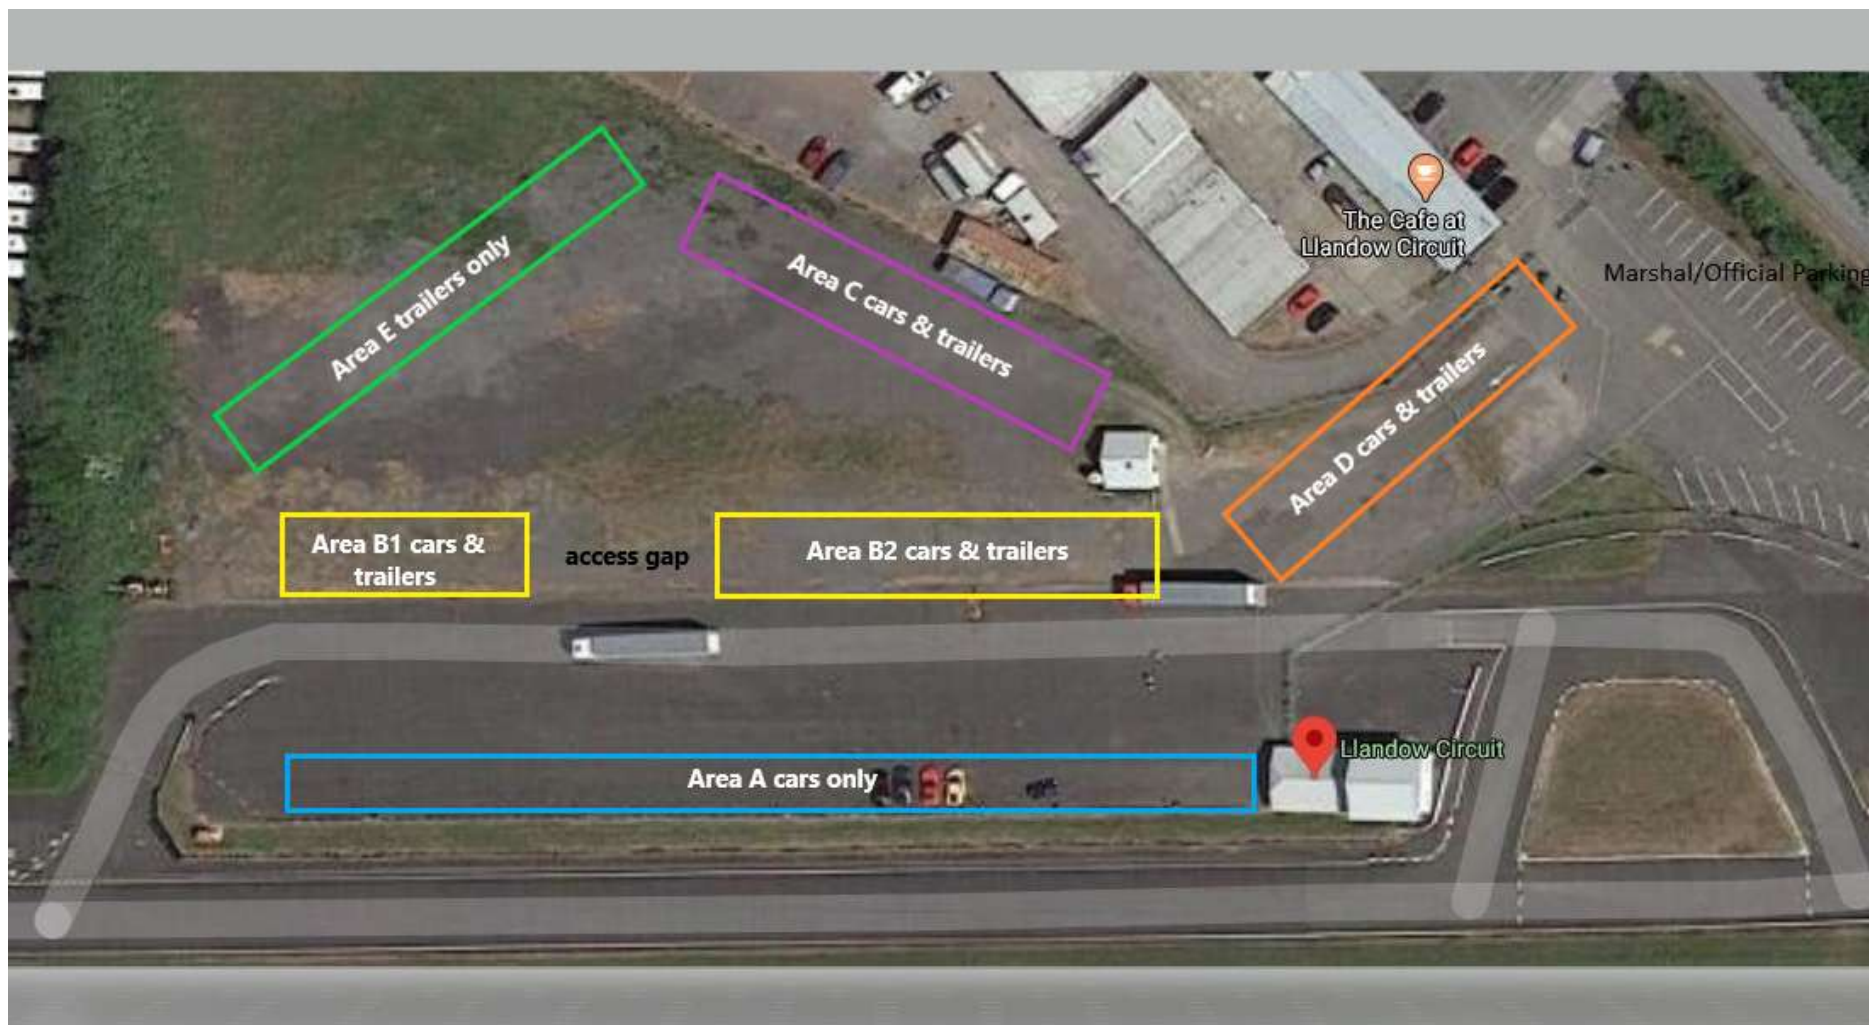 The Cafe at
Llandow Circuit
Marshal/Official Parking
Area E trailers only
Area C cars & trailers
Area D cars & trailers
Area B1 cars &
trailers
access gap
Area B2 cars & trailers
Llandow Circuit
Area A cars only